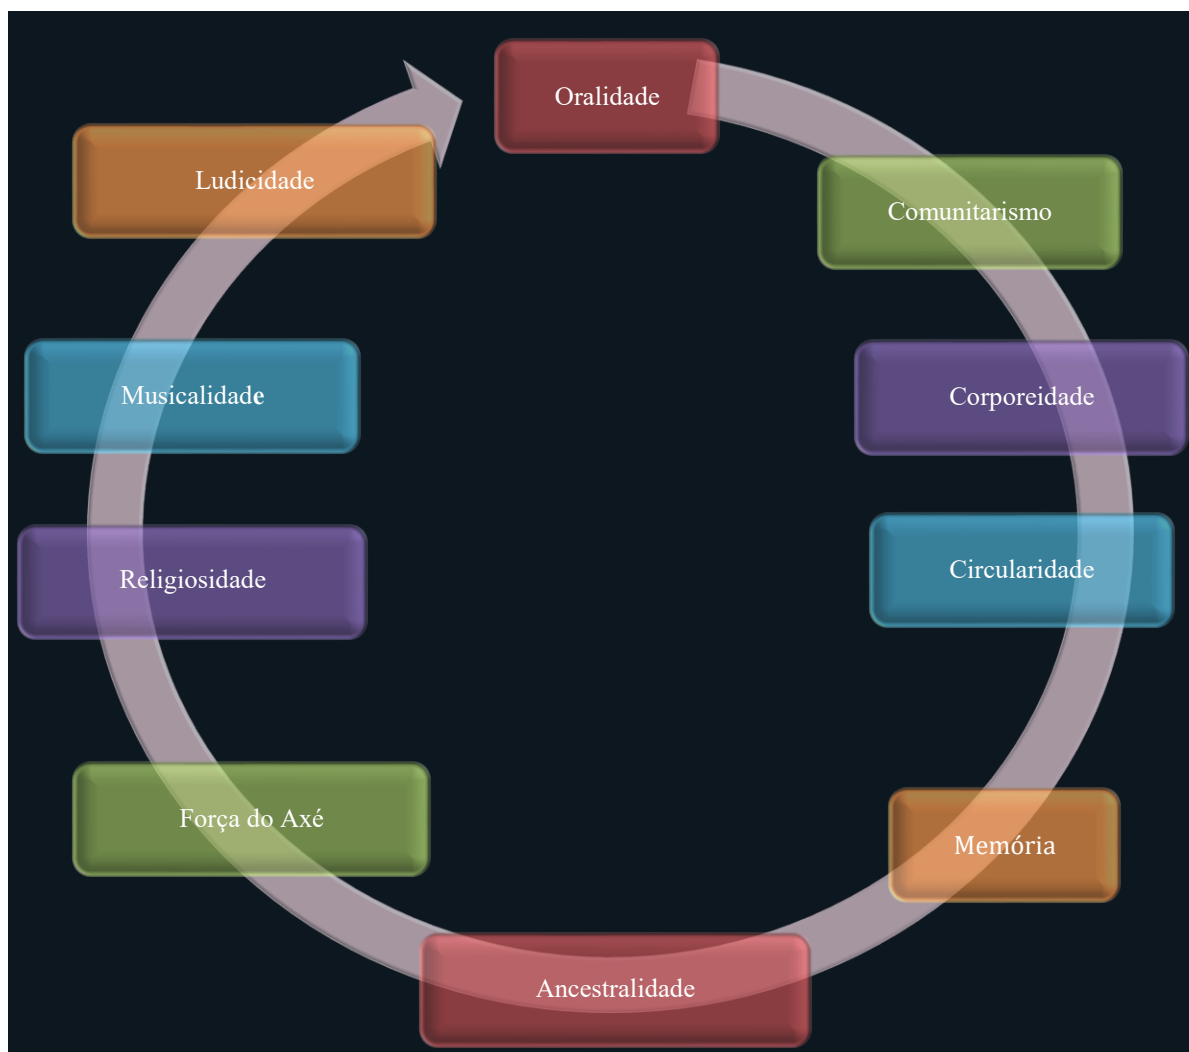 Oralidade
Comunitarismo
Corporeidade
Circularidade
Memória
Ancestralidade
Força do Axé
Religiosidade
Musicalidade
Ludicidade